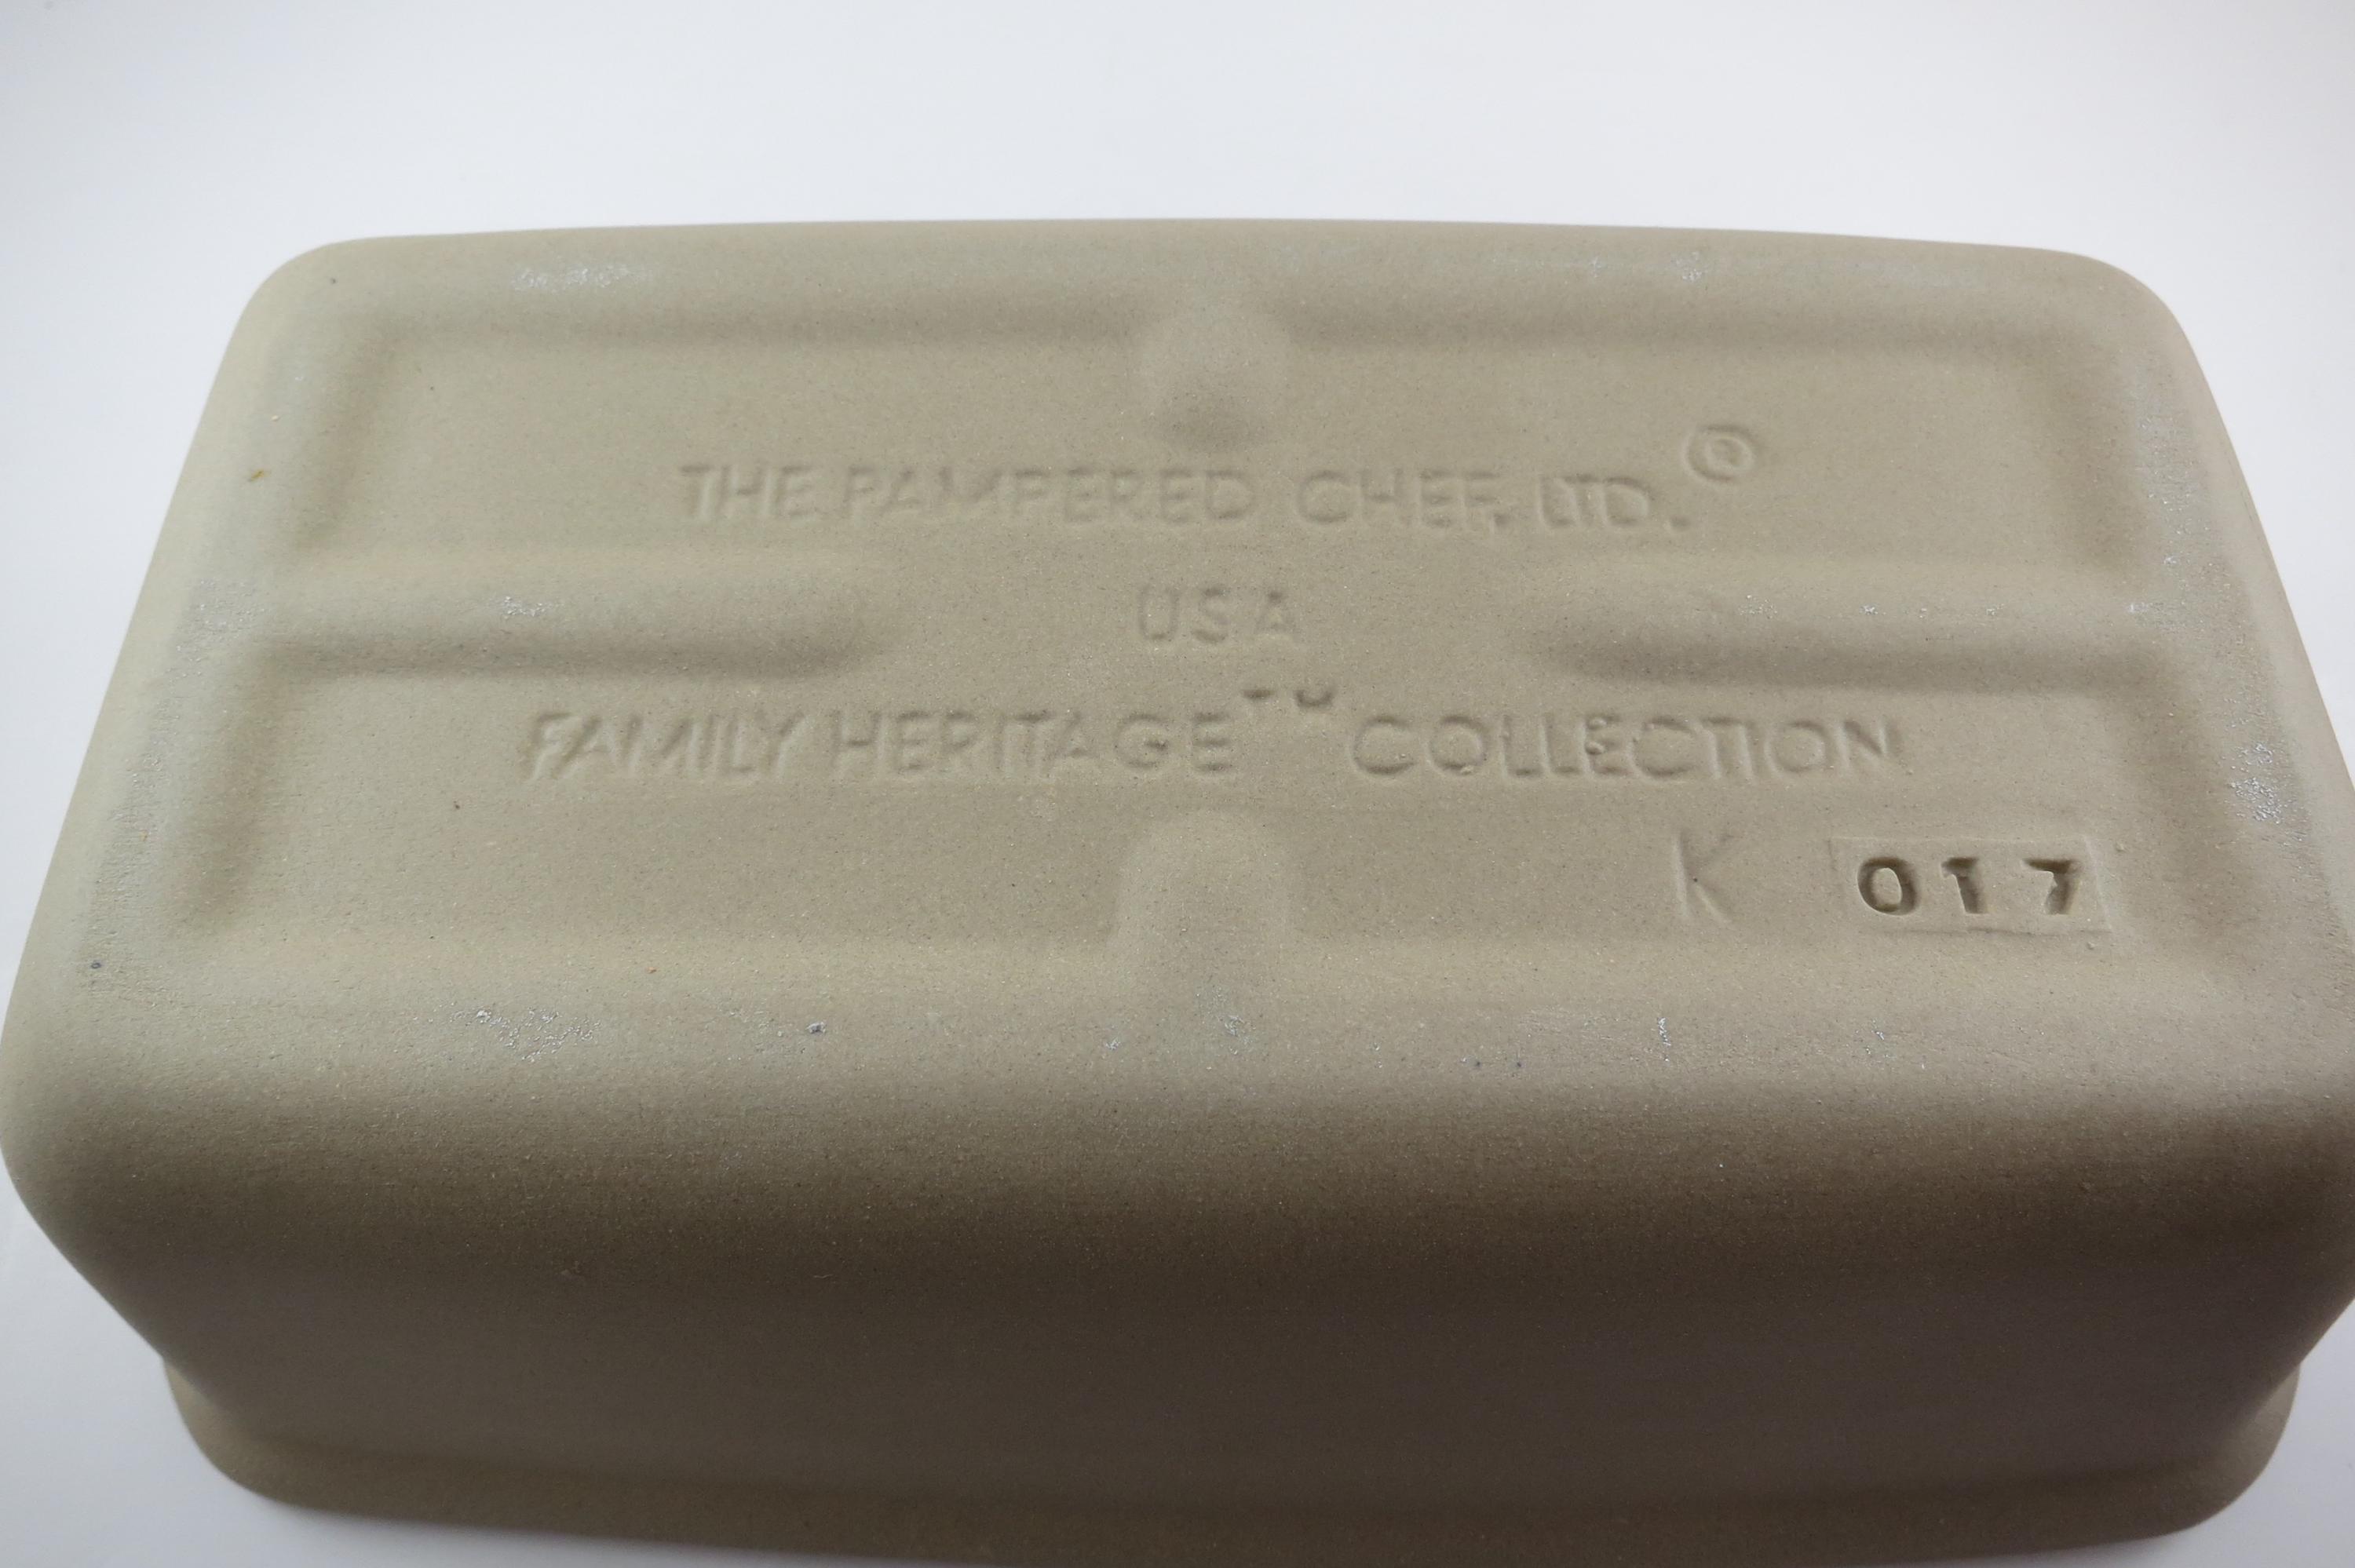 THE PAMPERED CHEF, LTD.®
USA
FAMILY HERITAGE™ COLLECTION
K 017